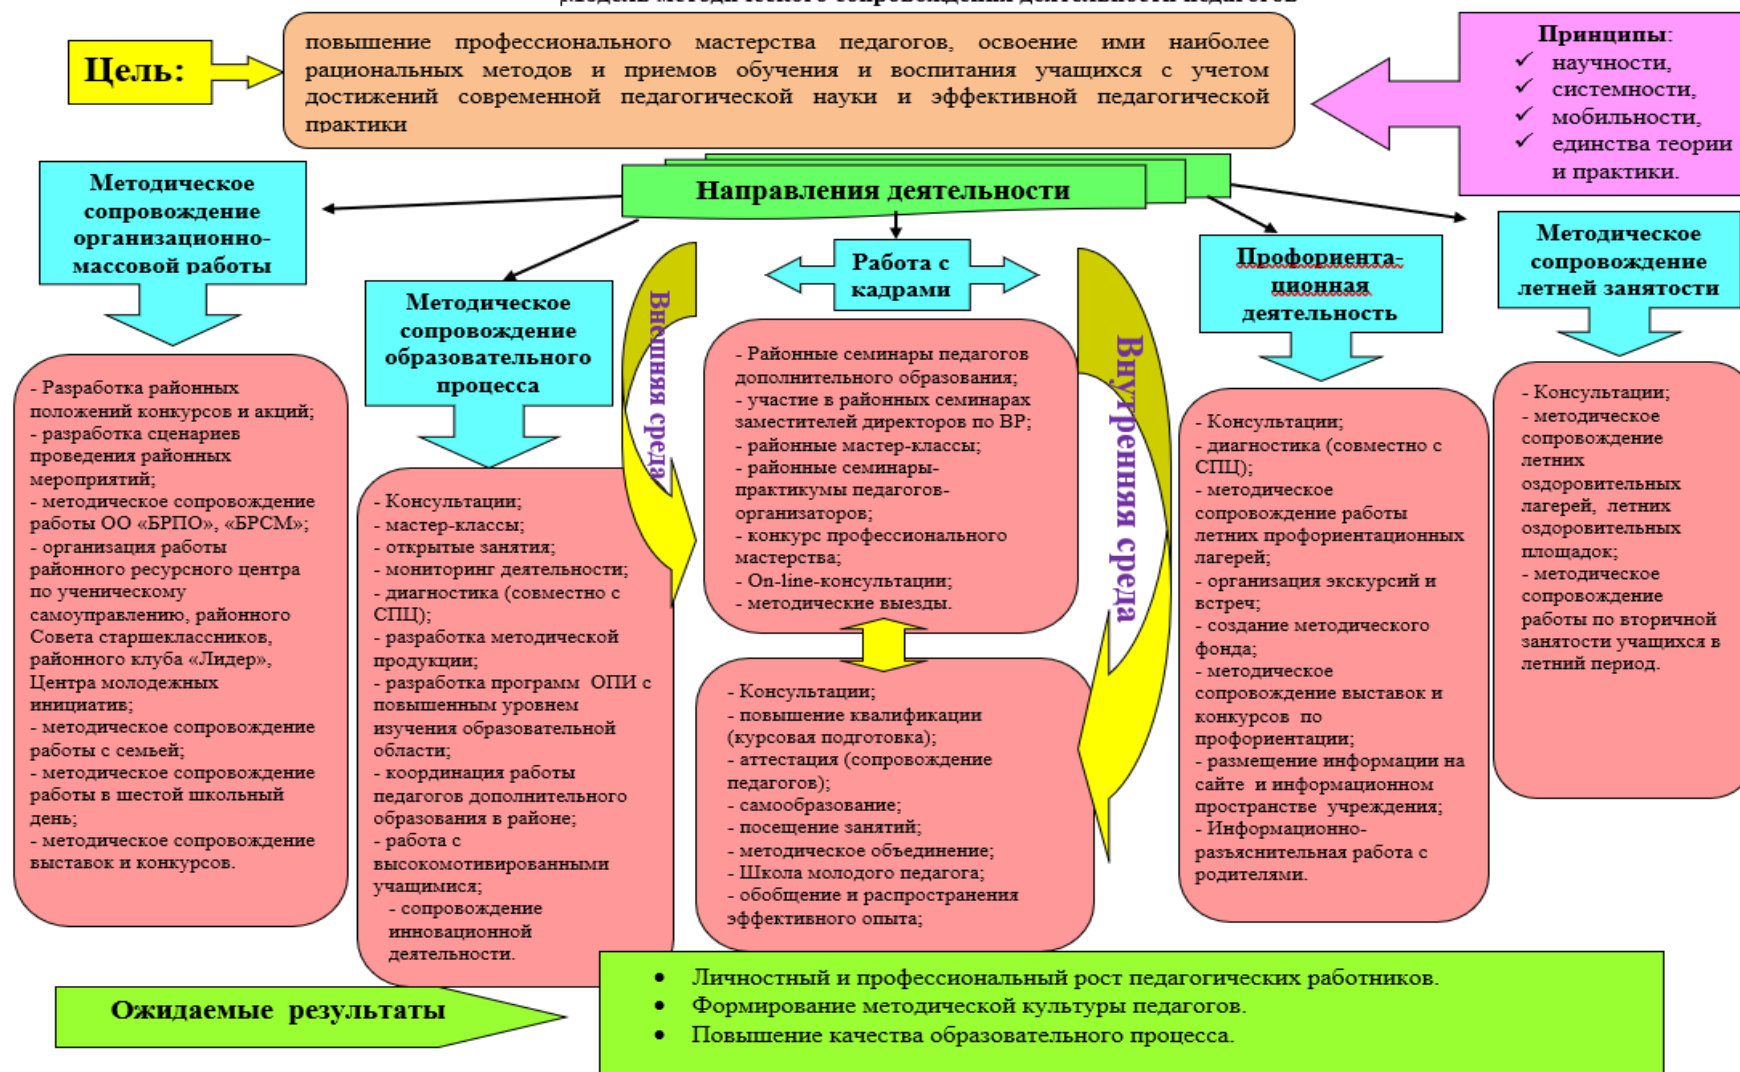 Модель методического сопровождения деятельности педагогов
Цель:
повышение профессионального мастерства педагогов, освоение ими наиболее
рациональных методов и приемов обучения и воспитания учащихся с учетом
достижений современной педагогической науки и эффективной педагогической
практики
Принципы:
✓ научности,
✓ системности,
✓ мобильности,
✓ единства теории
и практики.
Направления деятельности
Методическое
сопровождение
организационно-
массовой работы
- Разработка районных
положений конкурсов и акций;
- разработка сценариев
проведения районных
мероприятий;
- методическое сопровождение
работы ОО «БРПО», «БРСМ»;
- организация работы
районного ресурсного центра
по ученическому
самоуправлению, районного
Совета старшеклассников,
районного клуба «Лидер»,
Центра молодежных
инициатив;
- методическое сопровождение
работы с семьей;
- методическое сопровождение
работы в шестой школьный
день;
- методическое сопровождение
выставок и конкурсов.
Методическое
сопровождение
образовательного
процесса
- Консультации;
- мастер-классы;
- открытые занятия;
- мониторинг деятельности;
- диагностика (совместно с
СПЦ);
- разработка методической
продукции;
- разработка программ ОПИ с
повышенным уровнем
изучения образовательной
области;
- координация работы
педагогов дополнительного
образования в районе;
- работа с
высокомотивированными
учащимися;
- сопровождение
инновационной
деятельности.
Внешняя среда
Работа с
кадрами
- Районные семинары педагогов
дополнительного образования;
- участие в районных семинарах
заместителей директоров по ВР;
- районные мастер-классы;
- районные семинары-
практикумы педагогов-
организаторов;
- конкурс профессионального
мастерства;
- On-line-консультации;
- методические выезды.
- Консультации;
- повышение квалификации
(курсовая подготовка);
- аттестация (сопровождение
педагогов);
- самообразование;
- посещение занятий;
- методическое объединение;
- Школа молодого педагога;
- обобщение и распространения
эффективного опыта;
Внутренняя среда
Профориента-
ционная
деятельность
- Консультации;
- диагностика (совместно с
СПЦ);
- методическое
сопровождение работы
летних профориентационных
лагерей;
- организация экскурсий и
встреч;
- создание методического
фонда;
- методическое
сопровождение выставок и
конкурсов по
профориентации;
- размещение информации на
сайте и информационном
пространстве учреждения;
- Информационно-
разъяснительная работа с
родителями.
Методическое
сопровождение
летней занятости
- Консультации;
- методическое
сопровождение
летних
оздоровительных
лагерей, летних
оздоровительных
площадок;
- методическое
сопровождение
работы по вторичной
занятости учащихся в
летний период.
Ожидаемые результаты
• Личностный и профессиональный рост педагогических работников.
• Формирование методической культуры педагогов.
• Повышение качества образовательного процесса.